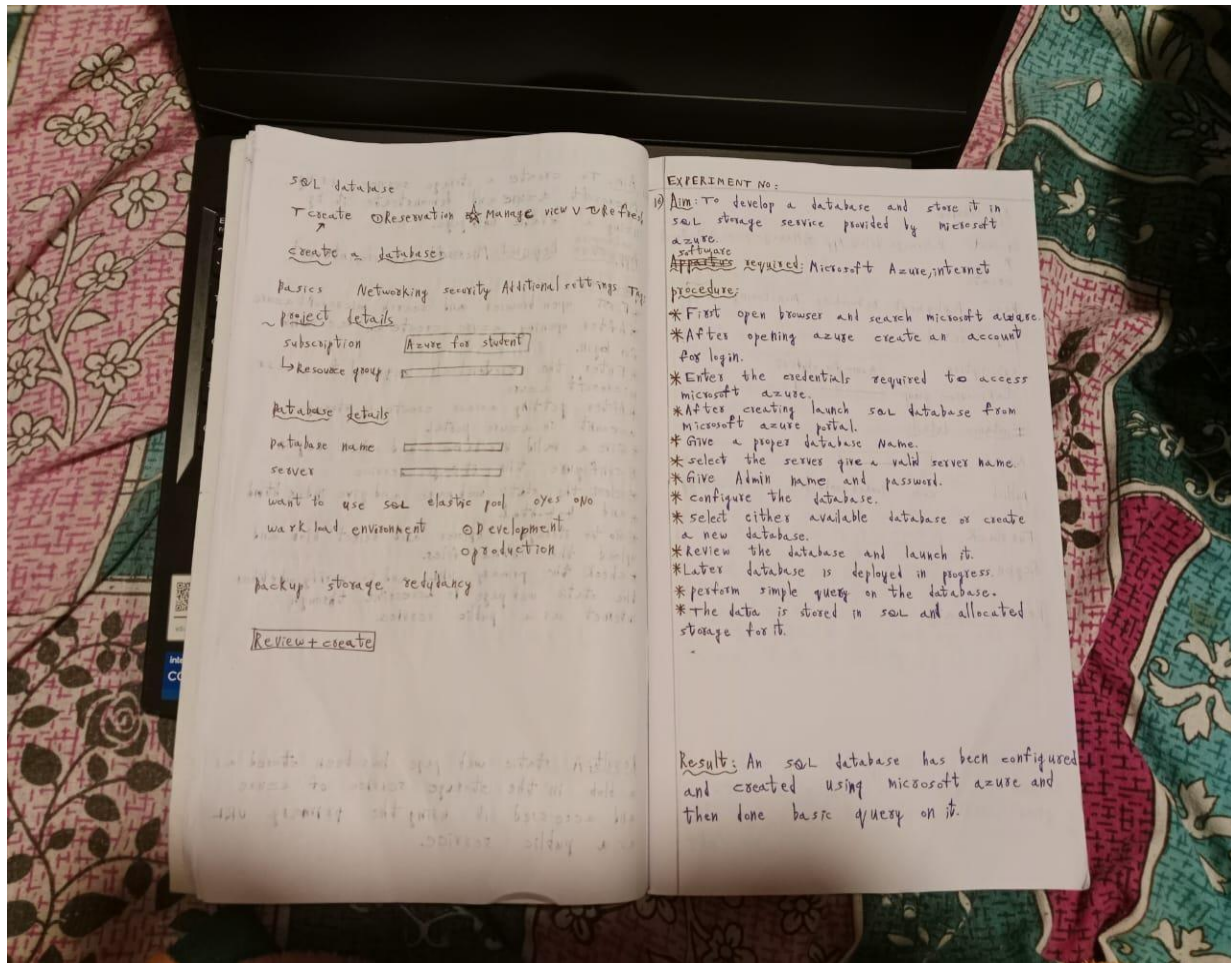 SQL database
Create Reservation Manage view Refresh
create a database
Basics Networking security Additional settings
project details
subscription Azure for student
Resource group
Database details
Database name
server
want to use SQL elastic pool oyes oNo
work load environment Development
production
backup storage redudancy
Review + create
EXPERIMENT NO:
19) Aim: To develop a database and store it in
SQL storage service provided by microsoft
azure.
software
Appartus required: Microsoft Azure, internet
procedure:
* First open browser and search microsoft azure.
* After opening azure create an account
for login.
* Enter the credentials required to access
microsoft azure.
* After creating launch SQL database from
microsoft azure portal.
* Give a proper database Name.
* select the server give a valid server name.
* Give Admin name and password.
* configure the database.
* select either available database or create
a new database.
* Review the database and launch it.
* Later database is deployed in progress.
* perform simple query on the database.
* The data is stored in SQL and allocated
storage for it.
Result: An SQL database has been configured
and created using microsoft azure and
then done basic query on it.